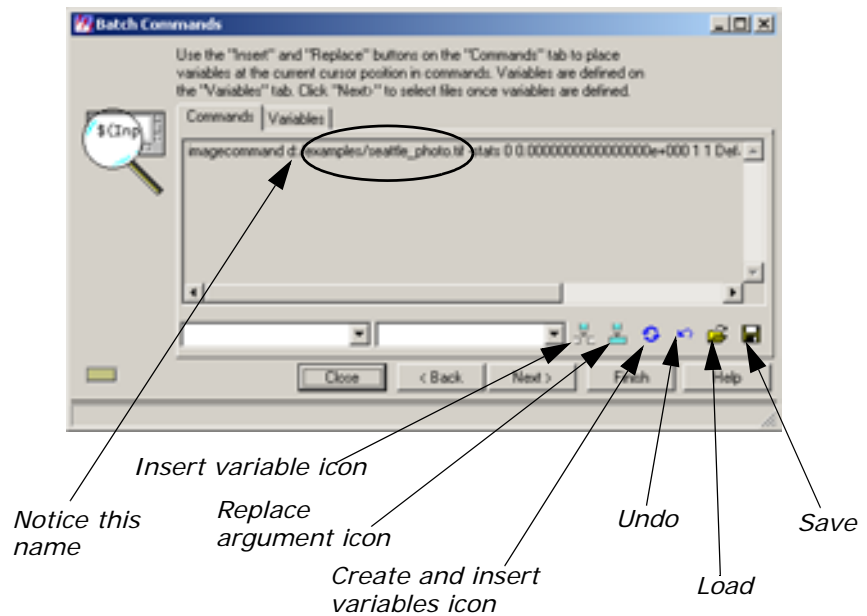 Batch Commands
Use the "Insert" and "Replace" buttons on the "Commands" tab to place
variables at the current cursor position in commands. Variables are defined on
the "Variables" tab. Click "Next>" to select files once variables are defined.
Commands Variables
$(Inp
imagecommand d: examples/seattle_photo.tif -stats 0 0.0000000000000000e+000 1 1
Close < Back Next > Finish Help
Insert variable icon
Notice this
name
Replace
argument icon
Create and insert
variables icon
Undo
Load
Save